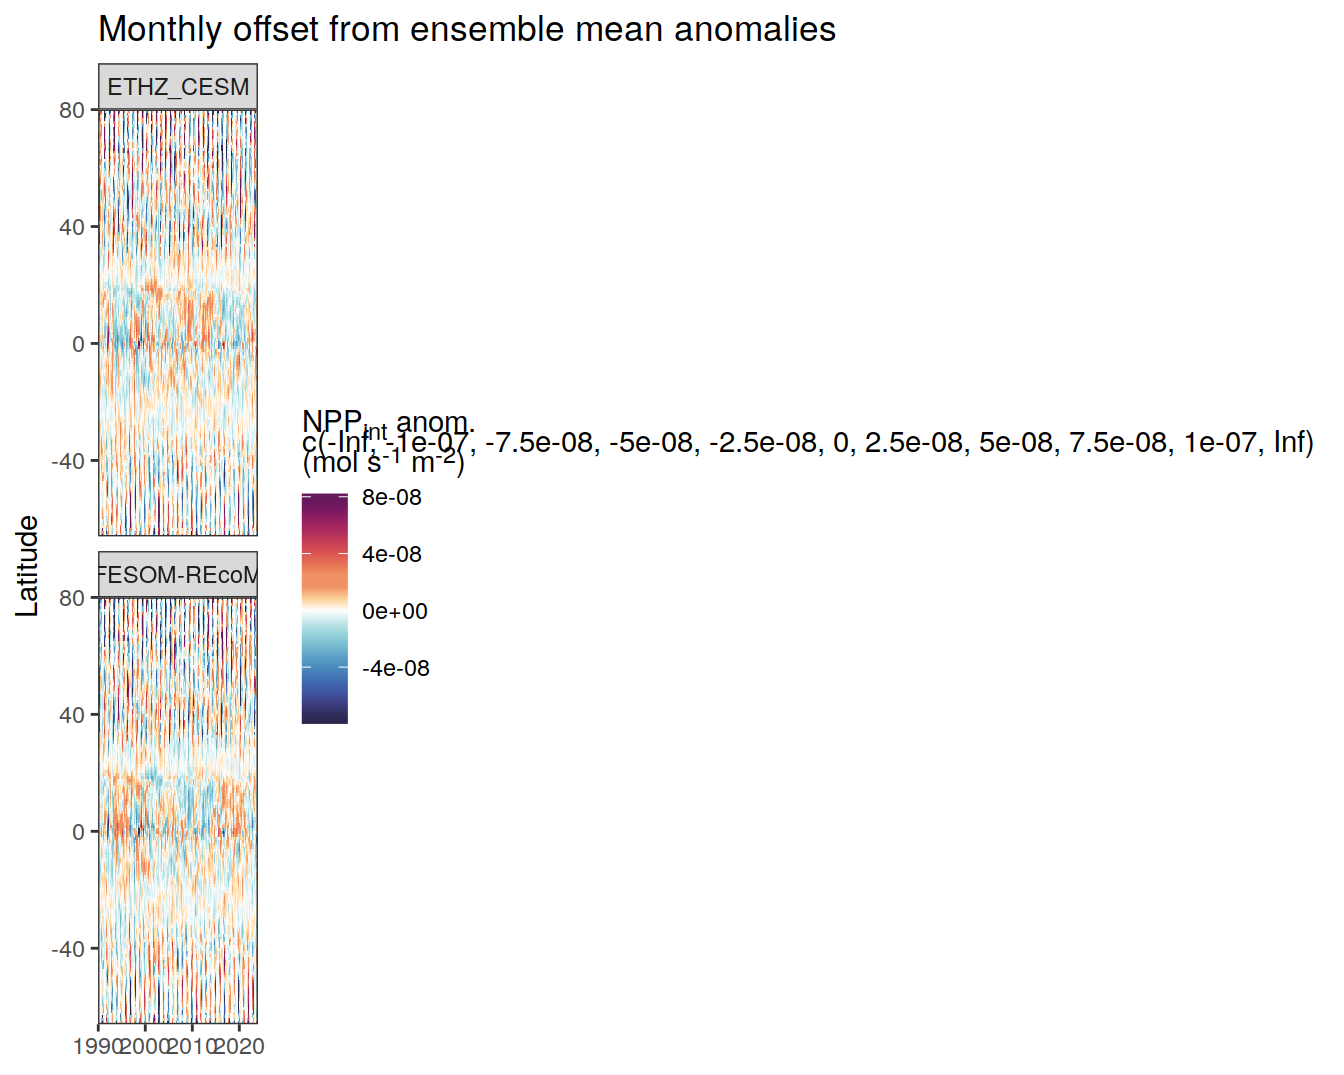 Monthly offset from ensemble mean anomalies
ETHZ_CESM
80
40
0
-40
Latitude
FESOM-REcoM
80
40
0
-40
1990 2000 2010 2020
NPPint anom.
c(-Inf, -1e-07, -7.5e-08, -5e-08, -2.5e-08, 0, 2.5e-08, 5e-08, 7.5e-08, 1e-07, Inf)
(mol s-1 m-2)
8e-08
4e-08
0e+00
-4e-08